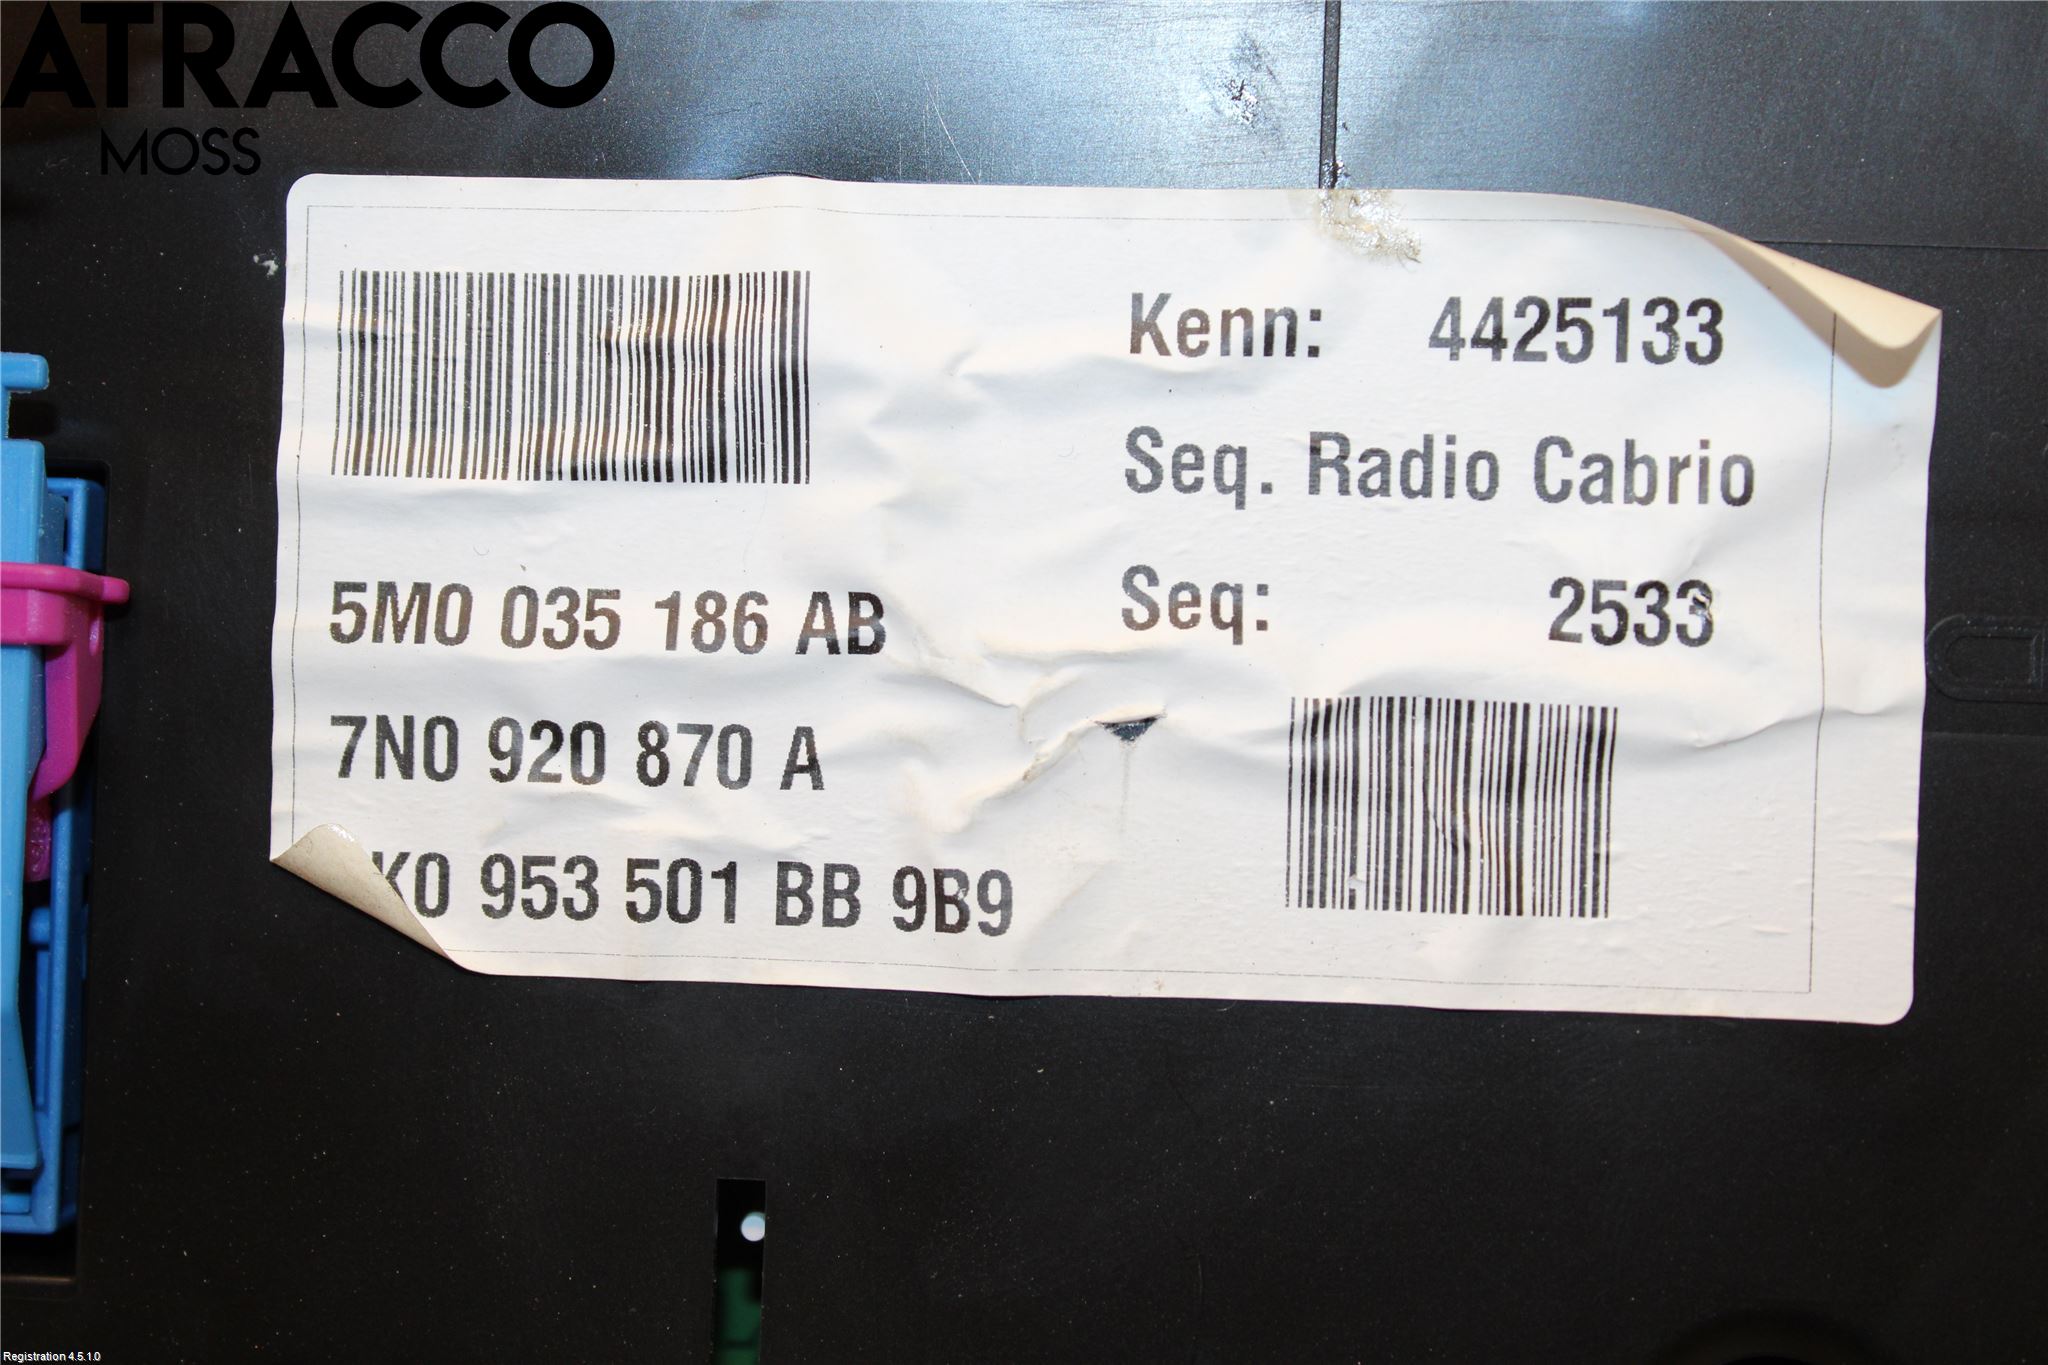 ATRACCO
MOSS
Kenn: 4425133
Seq. Radio Cabrio
5M0 035 186 AB
Seq: 2533
7N0 920 870 A
K0 953 501 BB 9B9
Registration 4.5.1.0